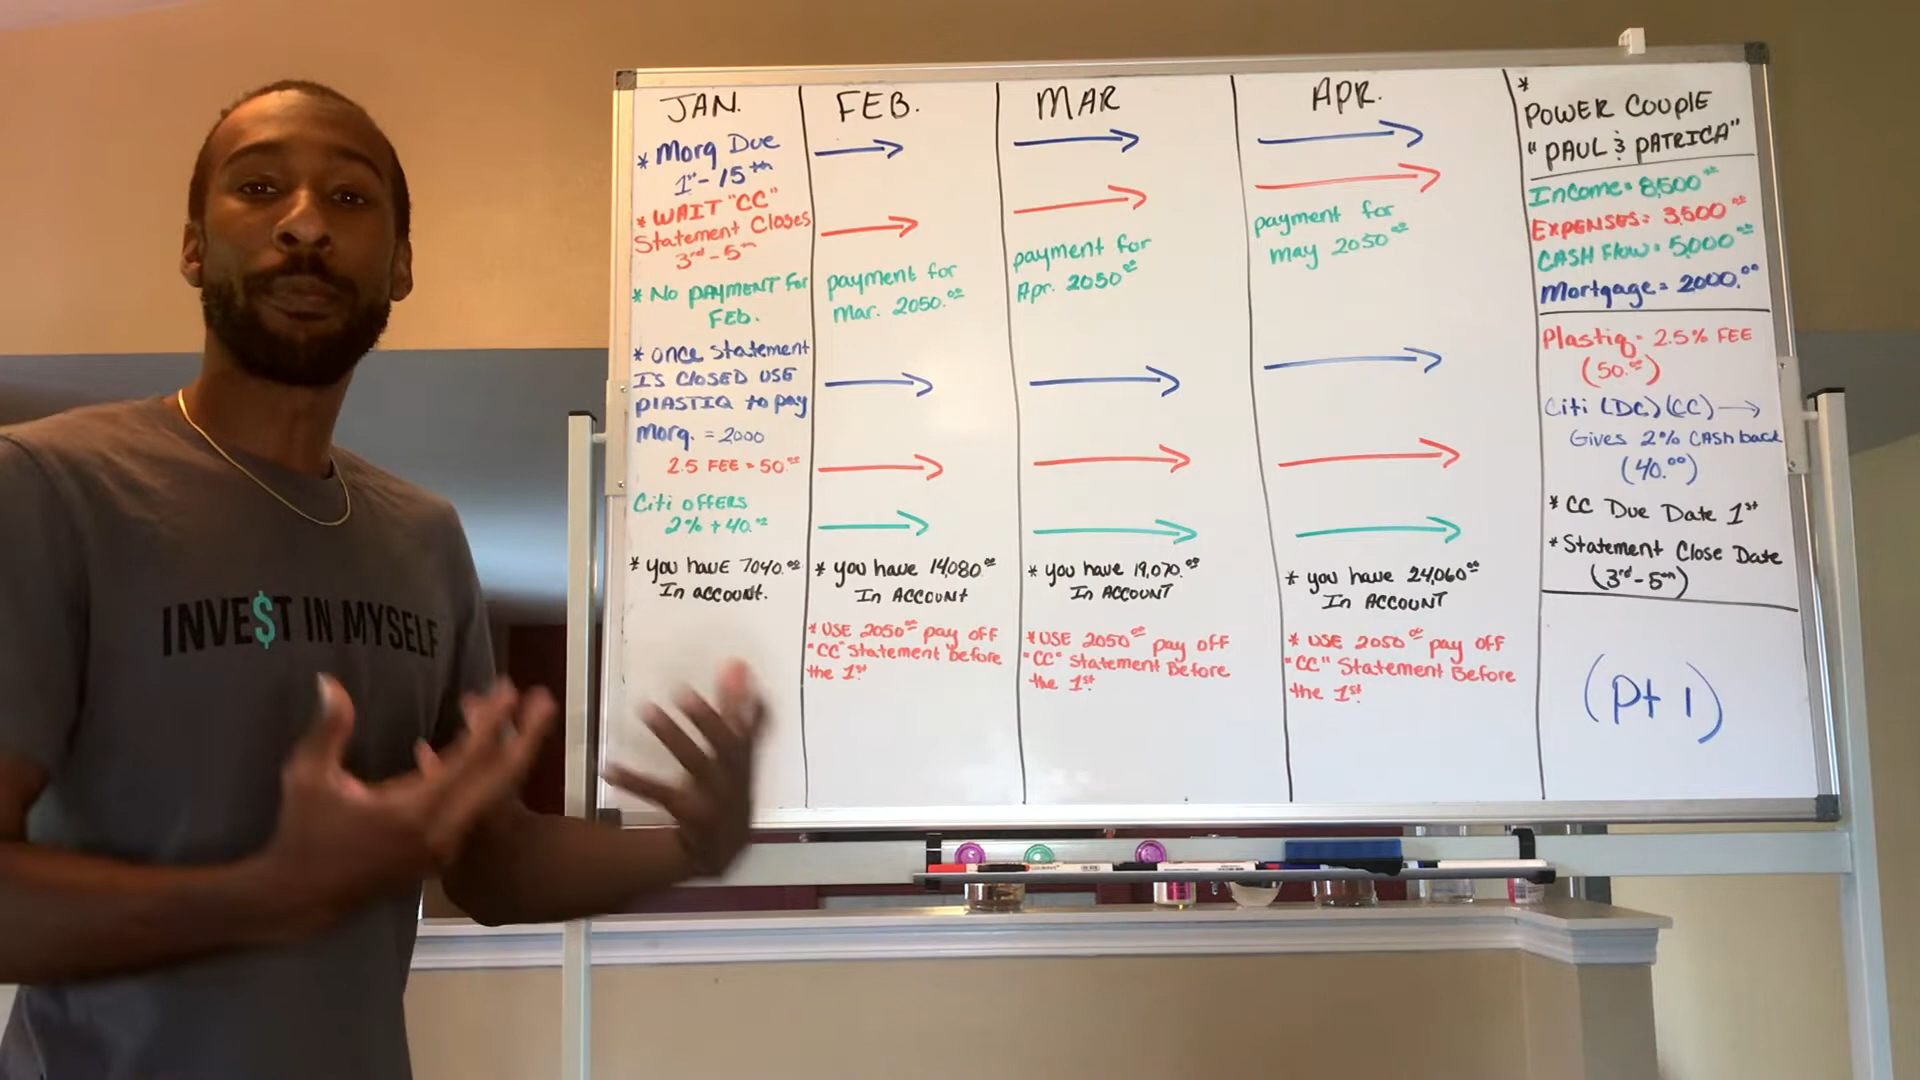 INVE$T IN MYSELF
JAN.
* Morg Due
1st - 15th
* WAIT "CC"
Statement Closes
3rd - 5th
* NO PAYMENT For
FEb.
* once statement
IS CLOSED USE
PLASTIQ to pay
Morg. = 2000
2.5 FEE = 50.00
Citi OFFERS
2% + 40.00
* you have 7040.00
In account.
FEB.
payment for
Mar. 2050.00
* you have 14,080.00
In Account
* USE 2050.00 pay off
"CC" Statement before
the 1st
MAR
payment for
Apr. 2050.00
* you have 19,070.00
In ACCOUNT
* USE 2050.00 pay off
"CC" Statement Before
the 1st.
APR.
payment for
may 2050.00
* you have 24,060.00
In ACCOUNT
* USE 2050.00 pay off
"CC" Statement Before
the 1st
*
POWER COUPLE
"PAUL & PATRICA"
Income = 8,500.00
EXPENSES = 3,500.00
CASH Flow = 5,000.00
Mortgage = 2000.00
Plastiq - 2.5% FEE
(50.00)
Citi (DC)(CC) →
Gives 2% CASH back
(40.00)
* CC Due Date 1st
* Statement Close Date
(3rd - 5th)
(Pt 1)